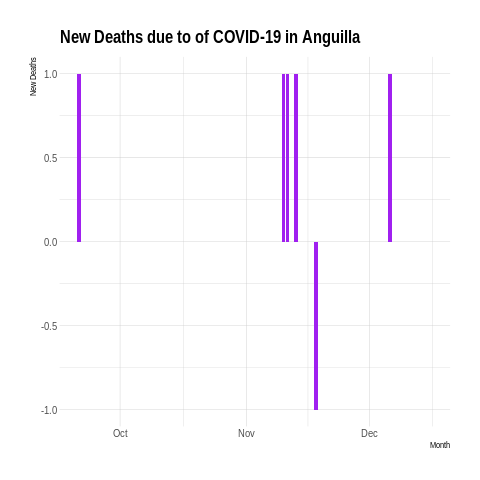 New Deaths due to of COVID-19 in Anguilla
New Deaths
1.0
0.5
0.0
-0.5
-1.0
Oct Nov Dec
Month